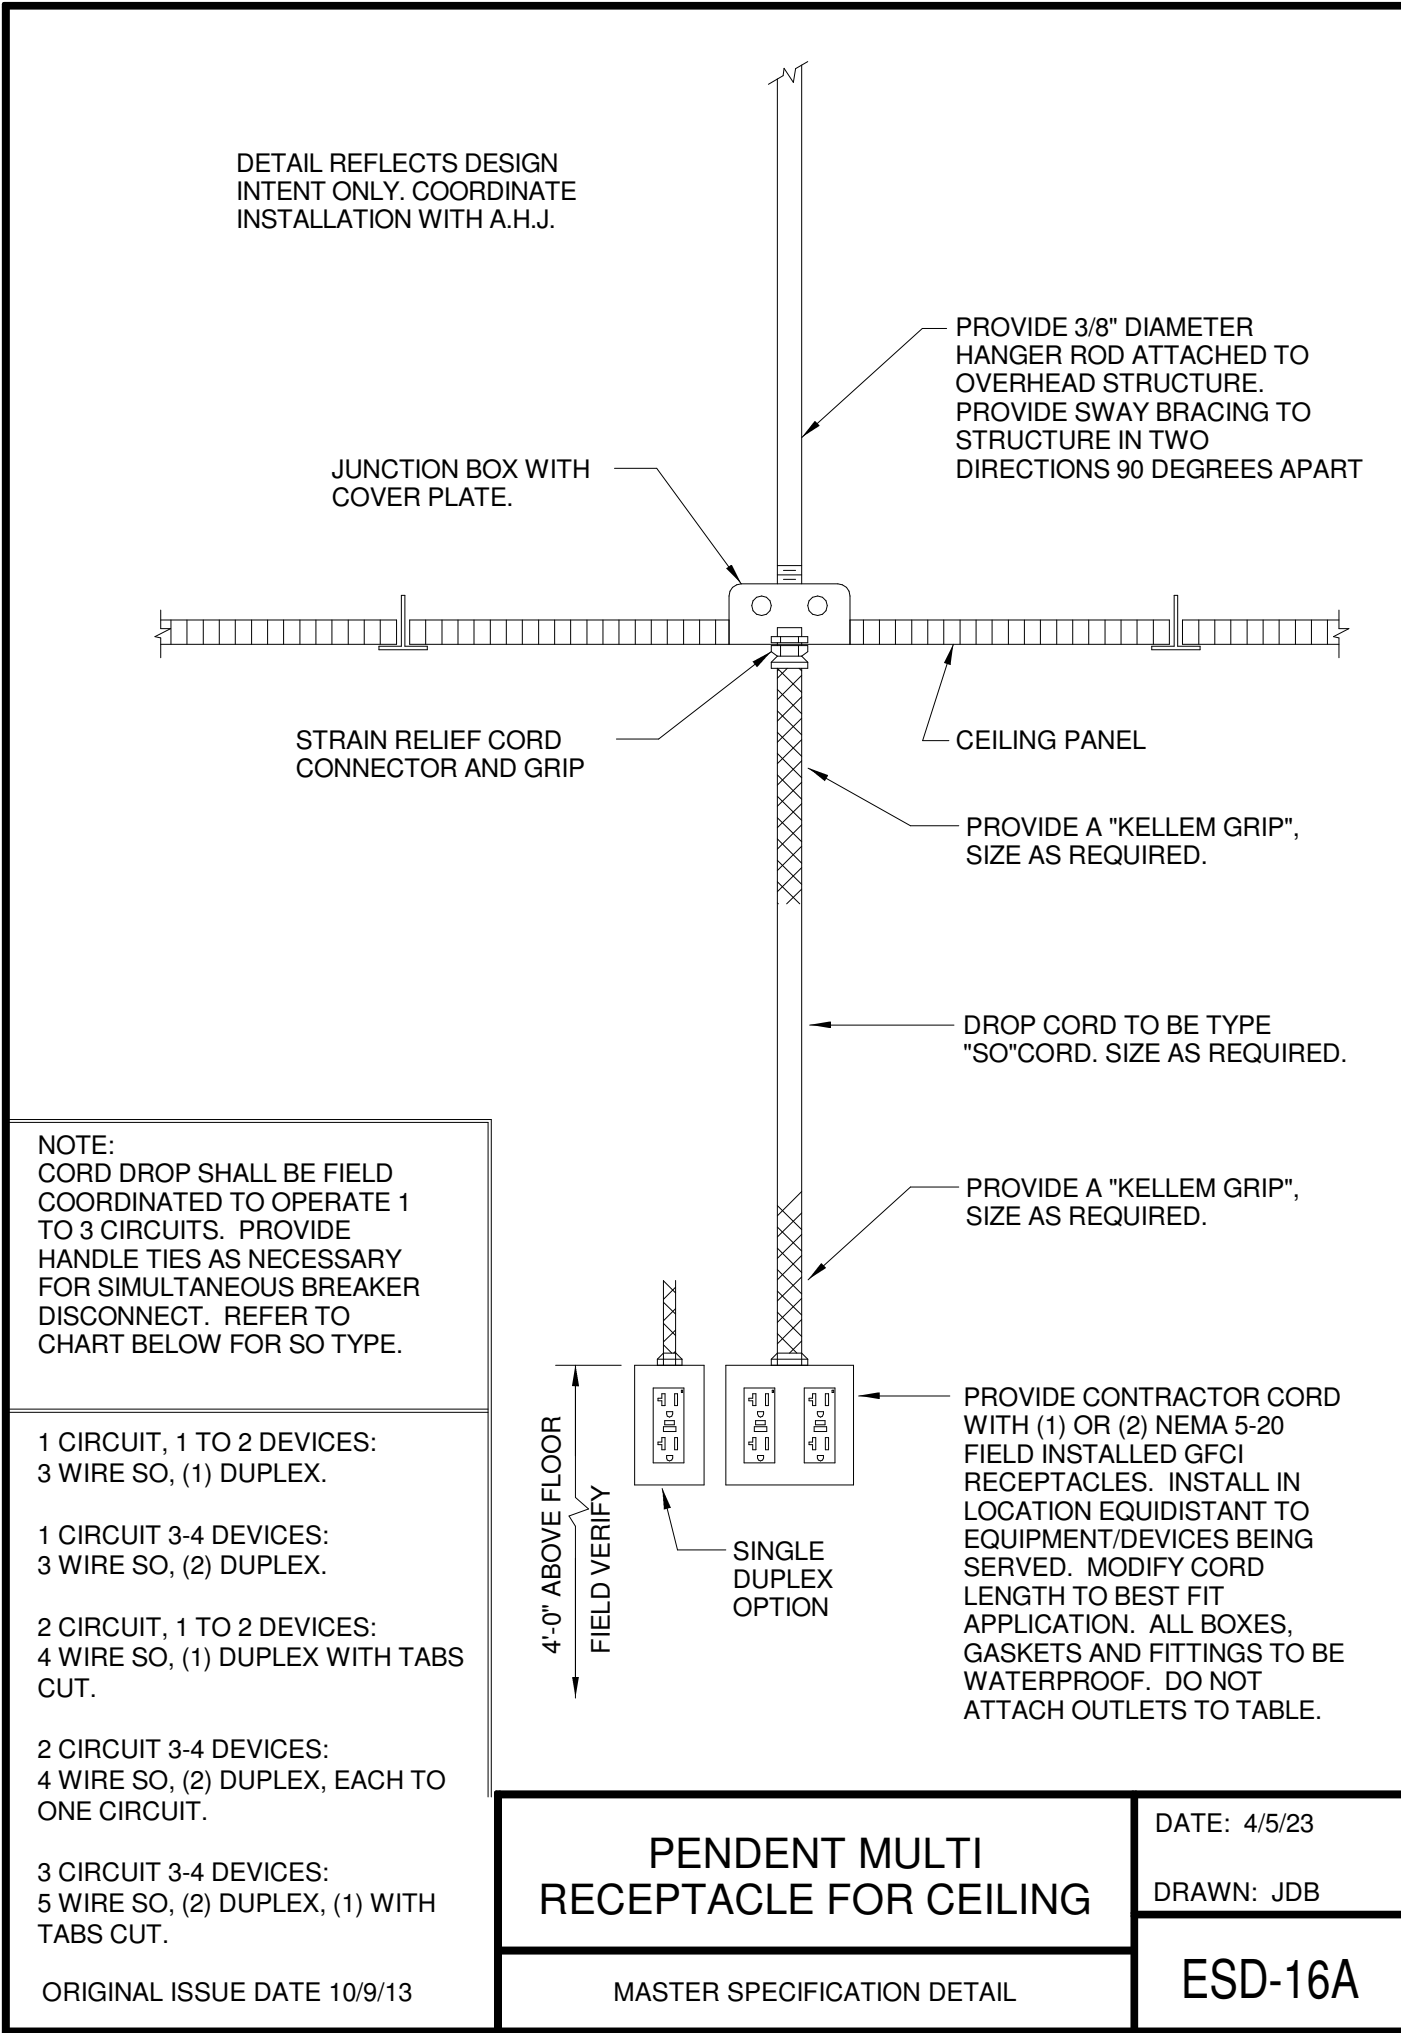 DETAIL REFLECTS DESIGN
INTENT ONLY. COORDINATE
INSTALLATION WITH A.H.J.
PROVIDE 3/8" DIAMETER
HANGER ROD ATTACHED TO
OVERHEAD STRUCTURE.
PROVIDE SWAY BRACING TO
STRUCTURE IN TWO
DIRECTIONS 90 DEGREES APART
JUNCTION BOX WITH
COVER PLATE.
STRAIN RELIEF CORD
CONNECTOR AND GRIP
CEILING PANEL
PROVIDE A "KELLEM GRIP",
SIZE AS REQUIRED.
DROP CORD TO BE TYPE
"SO"CORD. SIZE AS REQUIRED.
PROVIDE A "KELLEM GRIP",
SIZE AS REQUIRED.
NOTE:
CORD DROP SHALL BE FIELD
COORDINATED TO OPERATE 1
TO 3 CIRCUITS. PROVIDE
HANDLE TIES AS NECESSARY
FOR SIMULTANEOUS BREAKER
DISCONNECT. REFER TO
CHART BELOW FOR SO TYPE.
4'-0" ABOVE FLOOR
FIELD VERIFY
SINGLE
DUPLEX
OPTION
PROVIDE CONTRACTOR CORD
WITH (1) OR (2) NEMA 5-20
FIELD INSTALLED GFCI
RECEPTACLES. INSTALL IN
LOCATION EQUIDISTANT TO
EQUIPMENT/DEVICES BEING
SERVED. MODIFY CORD
LENGTH TO BEST FIT
APPLICATION. ALL BOXES,
GASKETS AND FITTINGS TO BE
WATERPROOF. DO NOT
ATTACH OUTLETS TO TABLE.
1 CIRCUIT, 1 TO 2 DEVICES:
3 WIRE SO, (1) DUPLEX.
1 CIRCUIT 3-4 DEVICES:
3 WIRE SO, (2) DUPLEX.
2 CIRCUIT, 1 TO 2 DEVICES:
4 WIRE SO, (1) DUPLEX WITH TABS
CUT.
2 CIRCUIT 3-4 DEVICES:
4 WIRE SO, (2) DUPLEX, EACH TO
ONE CIRCUIT.
3 CIRCUIT 3-4 DEVICES:
5 WIRE SO, (2) DUPLEX, (1) WITH
TABS CUT.
ORIGINAL ISSUE DATE 10/9/13
PENDENT MULTI
RECEPTACLE FOR CEILING
MASTER SPECIFICATION DETAIL
DATE: 4/5/23
DRAWN: JDB
ESD-16A